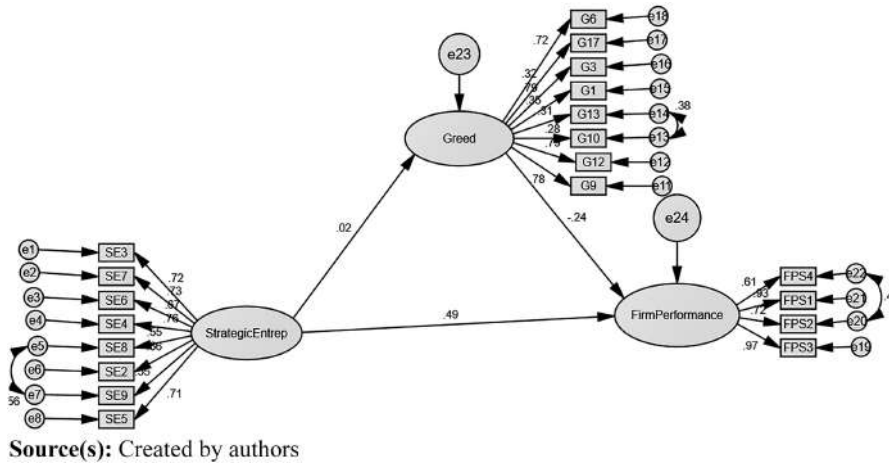 e18
G6
.72
e17
G17
e23
.32
e16
G3
.79
e15
G1
.35
.38
e14
G13
.31
Greed
e13
G10
.28
e12
G12
.75
e11
G9
.78
e24
-.24
.02
e1
SE3
e2
SE7
.72
e22
FPS4
.61
.73
e3
SE6
.93
e21
FPS1
.67
e4
SE4
.76
.49
FirmPerformance
.72
e20
FPS2
StrategicEntrep
.55
e5
SE8
.97
e19
FPS3
e6
SE2
e7
SE9
.71
e8
SE5
Source(s): Created by authors